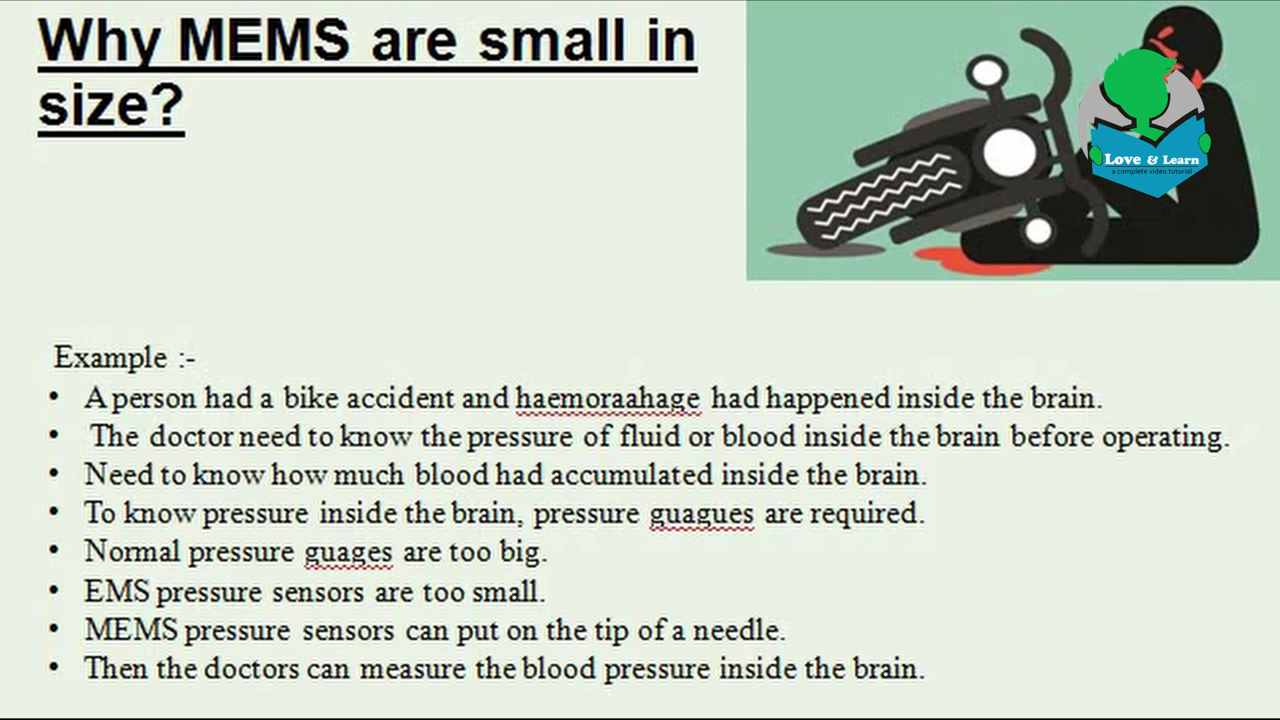 Why MEMS are small in
size?
Love & Learn
a complete video tutorial
Example :-
• A person had a bike accident and haemoraahage had happened inside the brain.
• The doctor need to know the pressure of fluid or blood inside the brain before operating.
• Need to know how much blood had accumulated inside the brain.
• To know pressure inside the brain, pressure guagues are required.
• Normal pressure guages are too big.
• EMS pressure sensors are too small.
• MEMS pressure sensors can put on the tip of a needle.
• Then the doctors can measure the blood pressure inside the brain.